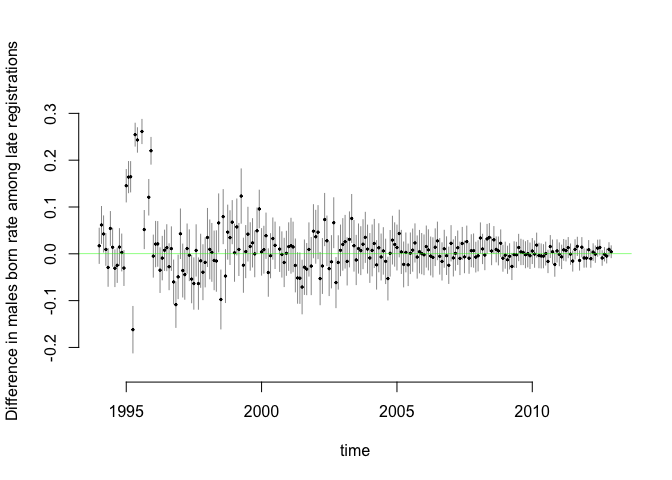 Difference in males born rate among late registrations
0.3
0.2
0.1
0.0
-0.1
-0.2
1995 2000 2005 2010
time